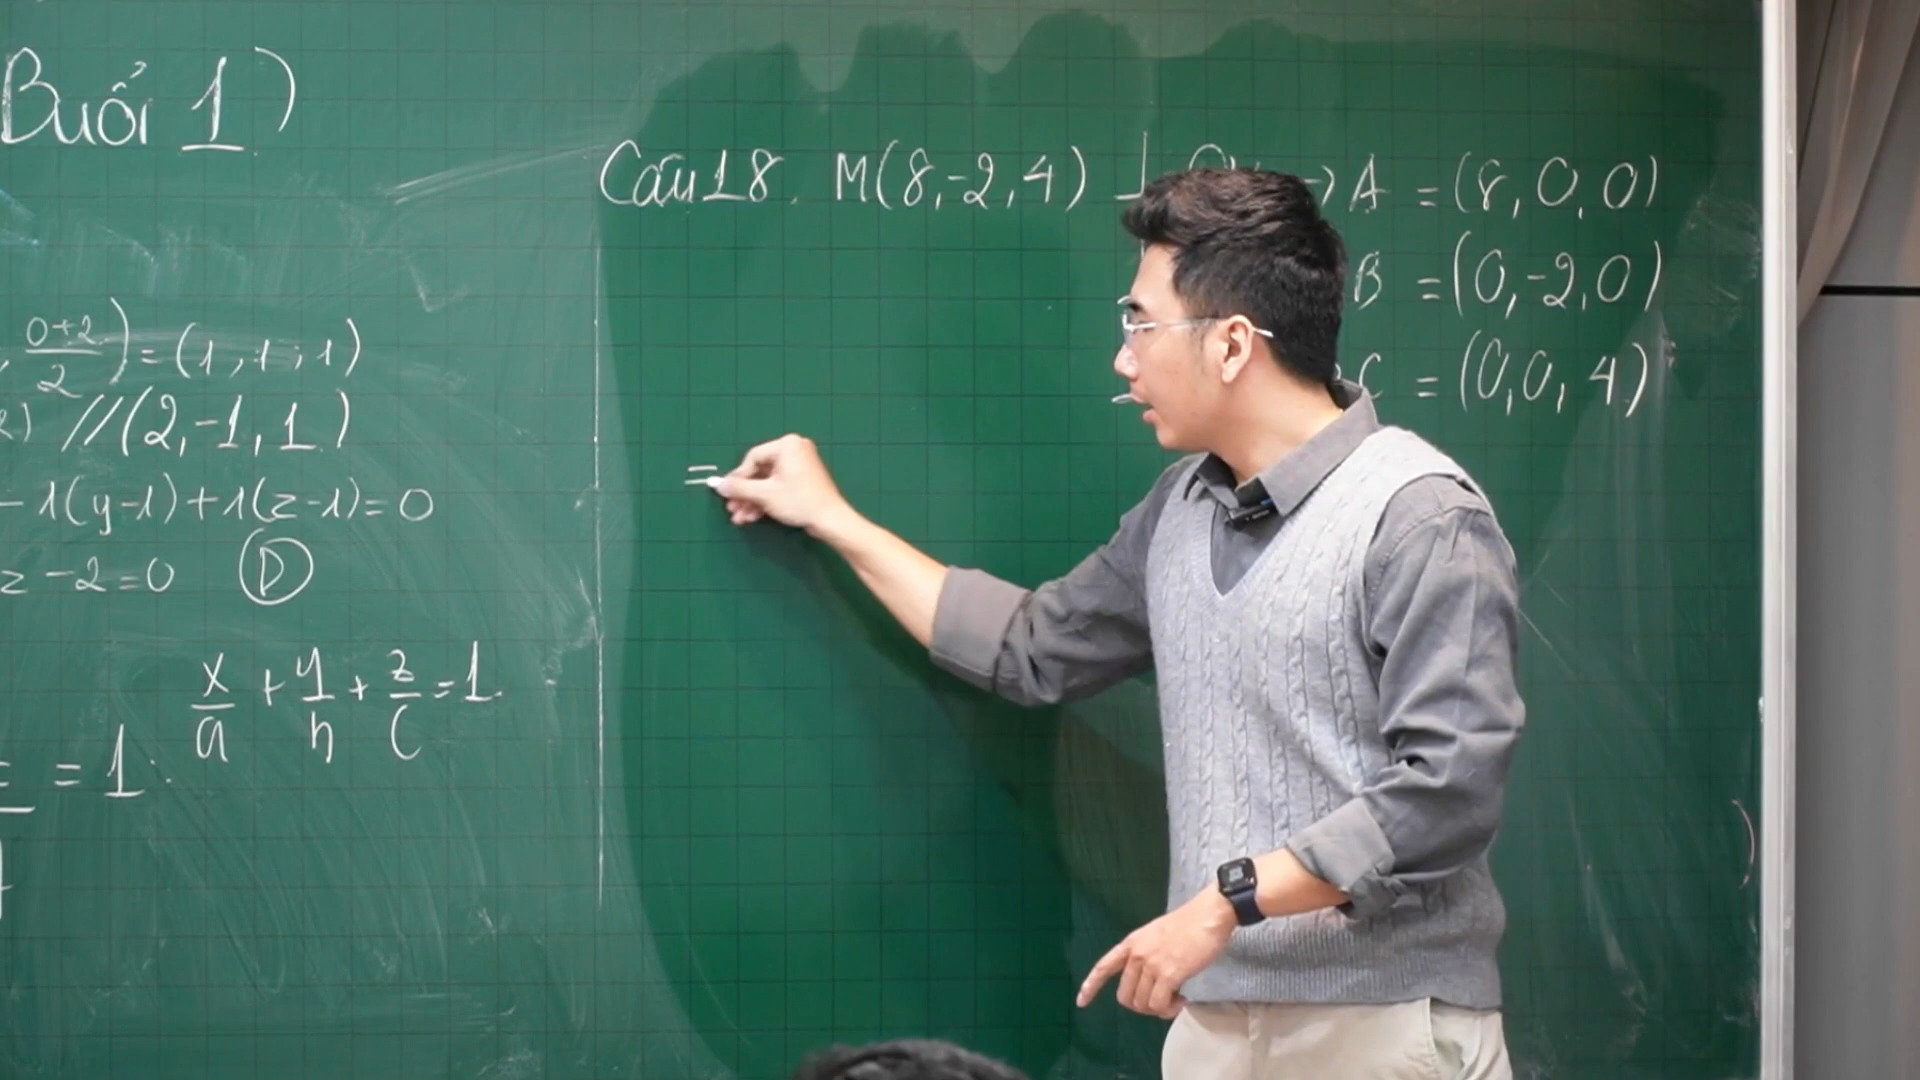 Buổi 1)
0+2/2) = (1, 1; 1)
//(2,-1, 1)
- 1(y-1) + 1(z-1) = 0
z - 2 = 0 (D)
x/a + y/b + z/c = 1
= 1
Câu 18. M(8,-2,4) A = (8, 0, 0)
B = (0,-2,0)
C = (0,0, 4)
=